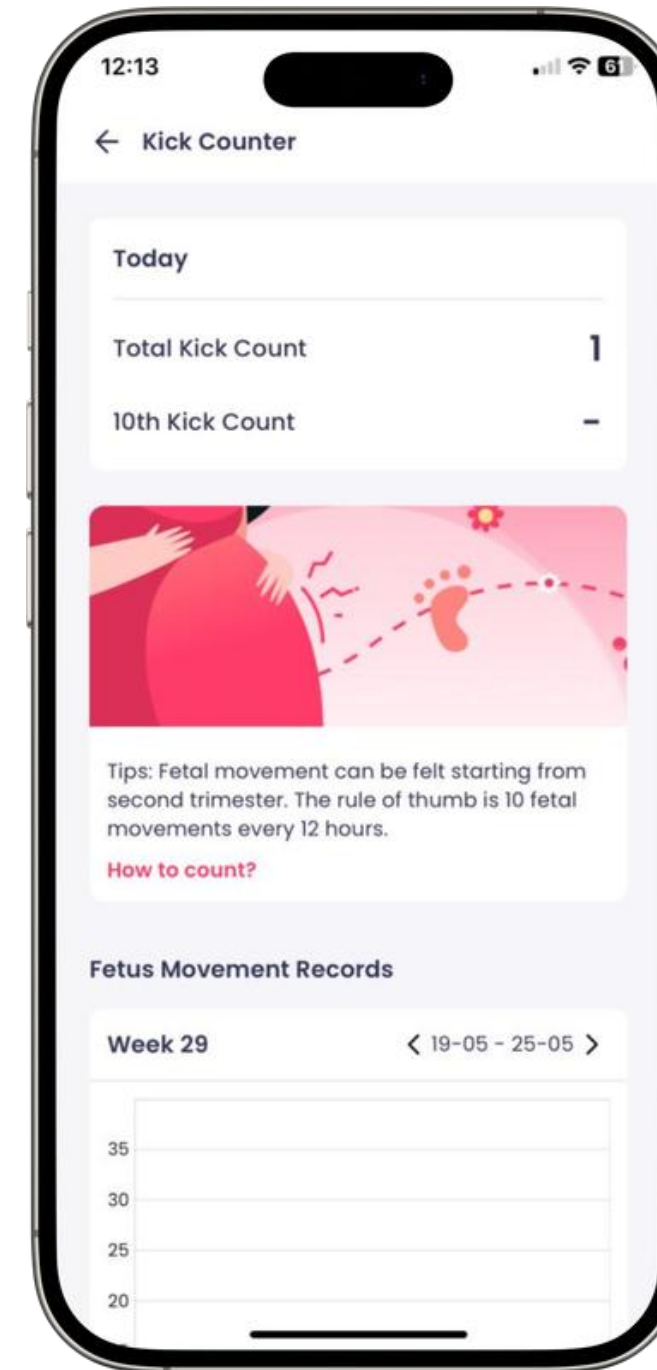 12:13
61
Kick Counter
Today
Total Kick Count 1
10th Kick Count -
Tips: Fetal movement can be felt starting from
second trimester. The rule of thumb is 10 fetal
movements every 12 hours.
How to count?
Fetus Movement Records
Week 29 19-05 - 25-05
35
30
25
20